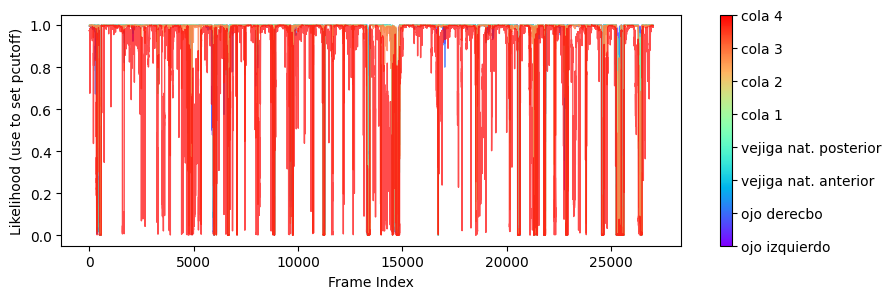 Likelihood (use to set pcutoff)
1.0
0.8
0.6
0.4
0.2
0.0
0
5000
10000
15000
20000
25000
Frame Index
cola 4
cola 3
cola 2
cola 1
vejiga nat. posterior
vejiga nat. anterior
ojo derecbo
ojo izquierdo